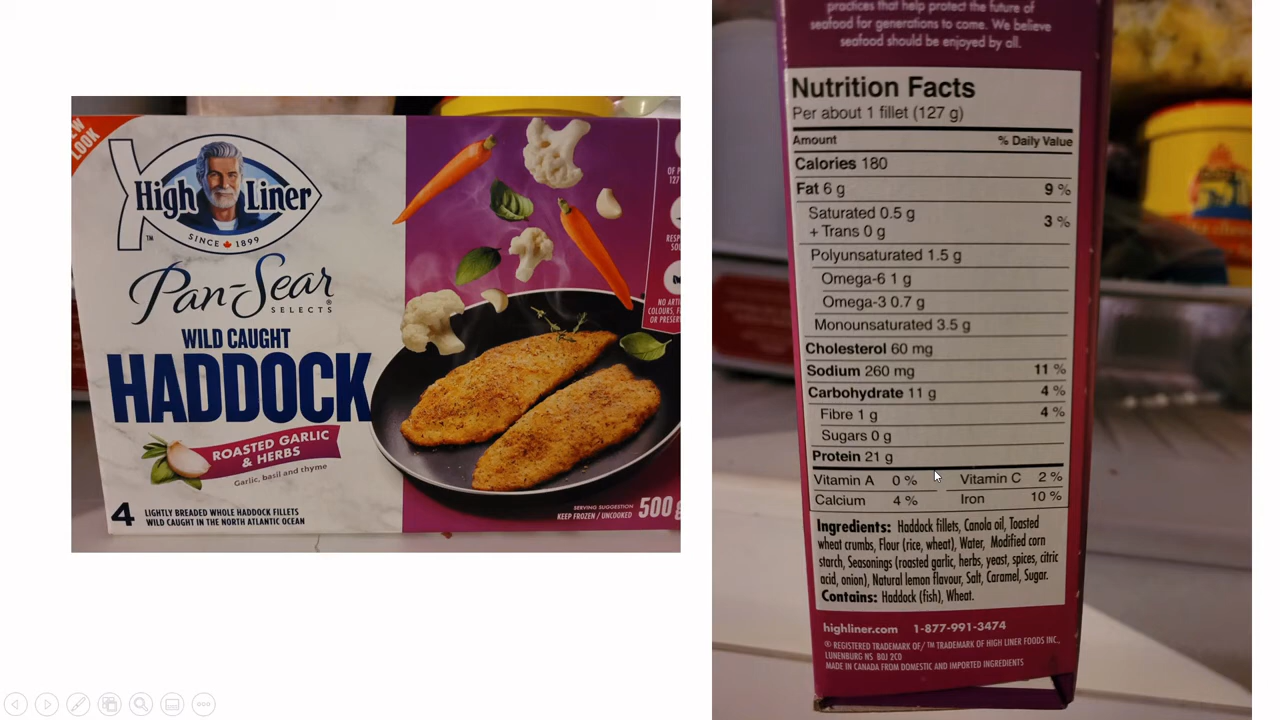 NEW
LOOK
High Liner
TM
SINCE 1899
Pan-Sear
SELECTS®
WILD CAUGHT
HADDOCK
ROASTED GARLIC
& HERBS
Garlic, basil and thyme
4 LIGHTLY BREADED WHOLE HADDOCK FILLETS
WILD CAUGHT IN THE NORTH ATLANTIC OCEAN
SERVING SUGGESTION
KEEP FROZEN / UNCOOKED
500g
practices that help protect the future of
seafood for generations to come. We believe
seafood should be enjoyed by all.
Nutrition Facts
Per about 1 fillet (127 g)
Amount % Daily Value
Calories 180
Fat 6 g 9 %
Saturated 0.5 g
+ Trans 0 g 3 %
Polyunsaturated 1.5 g
Omega-6 1 g
Omega-3 0.7 g
Monounsaturated 3.5 g
Cholesterol 60 mg
Sodium 260 mg 11 %
Carbohydrate 11 g 4 %
Fibre 1 g 4 %
Sugars 0 g
Protein 21 g
Vitamin A 0 % Vitamin C 2 %
Calcium 4 % Iron 10 %
Ingredients: Haddock fillets, Canola oil, Toasted
wheat crumbs, Flour (rice, wheat), Water, Modified corn
starch, Seasonings (roasted garlic, herbs, yeast, spices, citric
acid, onion), Natural lemon flavour, Salt, Caramel, Sugar.
Contains: Haddock (fish), Wheat.
highliner.com 1-877-991-3474
® REGISTERED TRADEMARK OF/ ™ TRADEMARK OF HIGH LINER FOODS INC.,
LUNENBURG NS B0J 2C0
MADE IN CANADA FROM DOMESTIC AND IMPORTED INGREDIENTS